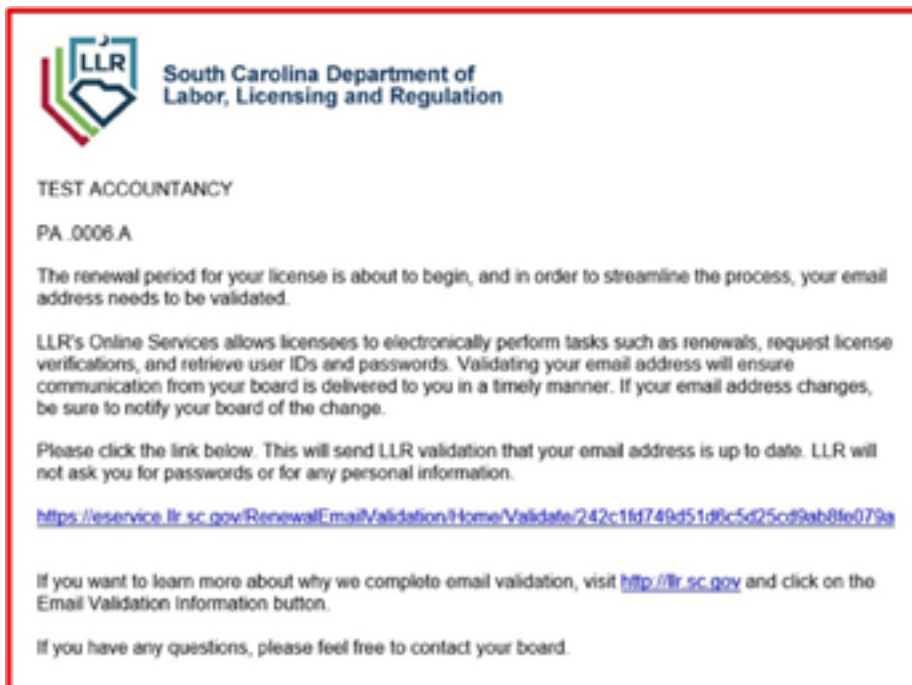 LLR
South Carolina Department of
Labor, Licensing and Regulation
TEST ACCOUNTANCY
PA .0006.A
The renewal period for your license is about to begin, and in order to streamline the process, your email
address needs to be validated.
LLR's Online Services allows licensees to electronically perform tasks such as renewals, request license
verifications, and retrieve user IDs and passwords. Validating your email address will ensure
communication from your board is delivered to you in a timely manner. If your email address changes,
be sure to notify your board of the change.
Please click the link below. This will send LLR validation that your email address is up to date. LLR will
not ask you for passwords or for any personal information.
https://eservice.llr.sc.gov/RenewalEmailValidation/Home/Validate/242c1fd749d51d6c5d25cd9ab8fe079a
If you want to learn more about why we complete email validation, visit http://llr.sc.gov and click on the
Email Validation Information button.
If you have any questions, please feel free to contact your board.